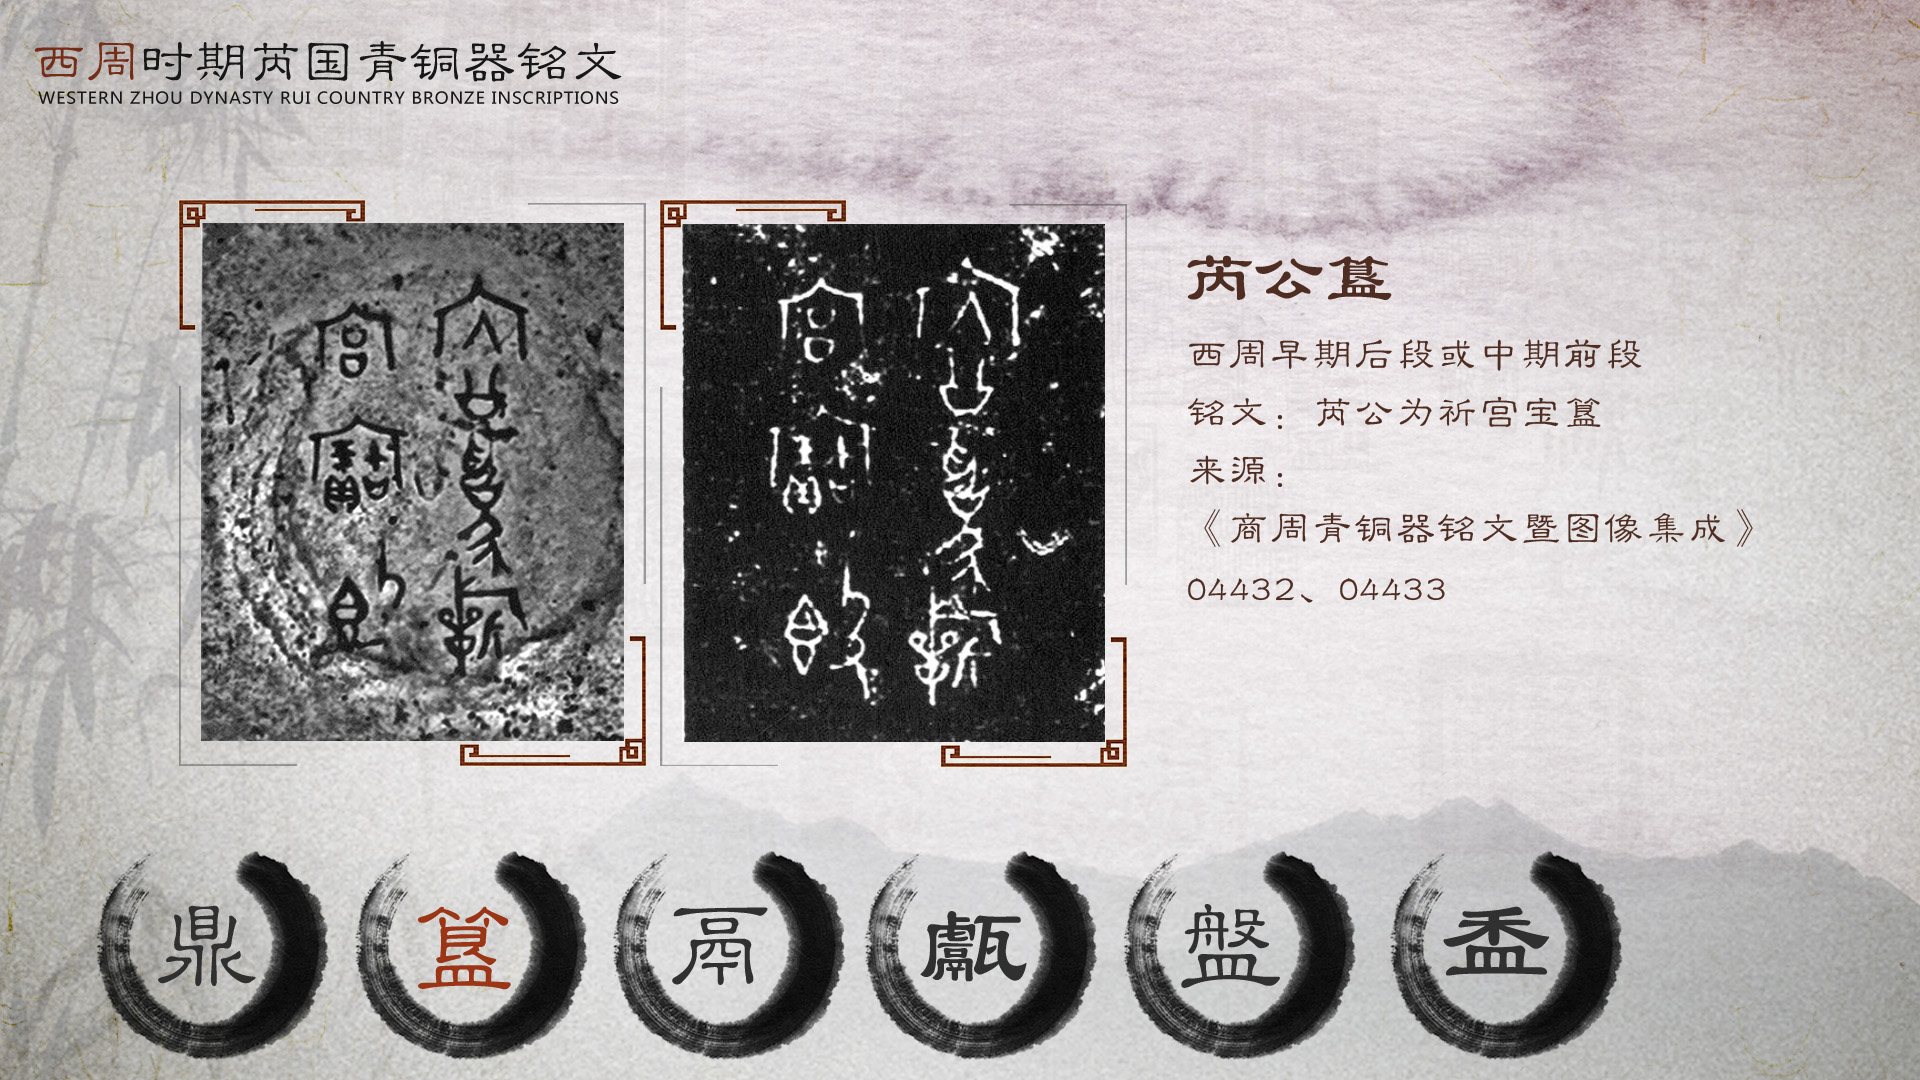 西周时期芮国青铜器铭文
WESTERN ZHOU DYNASTY RUI COUNTRY BRONZE INSCRIPTIONS
芮公簋
西周早期后段或中期前段
铭文：芮公为祈宫宝簋
来源：
《商周青铜器铭文暨图像集成》
04432、04433
鼎
簋
鬲
甗
盤
盉